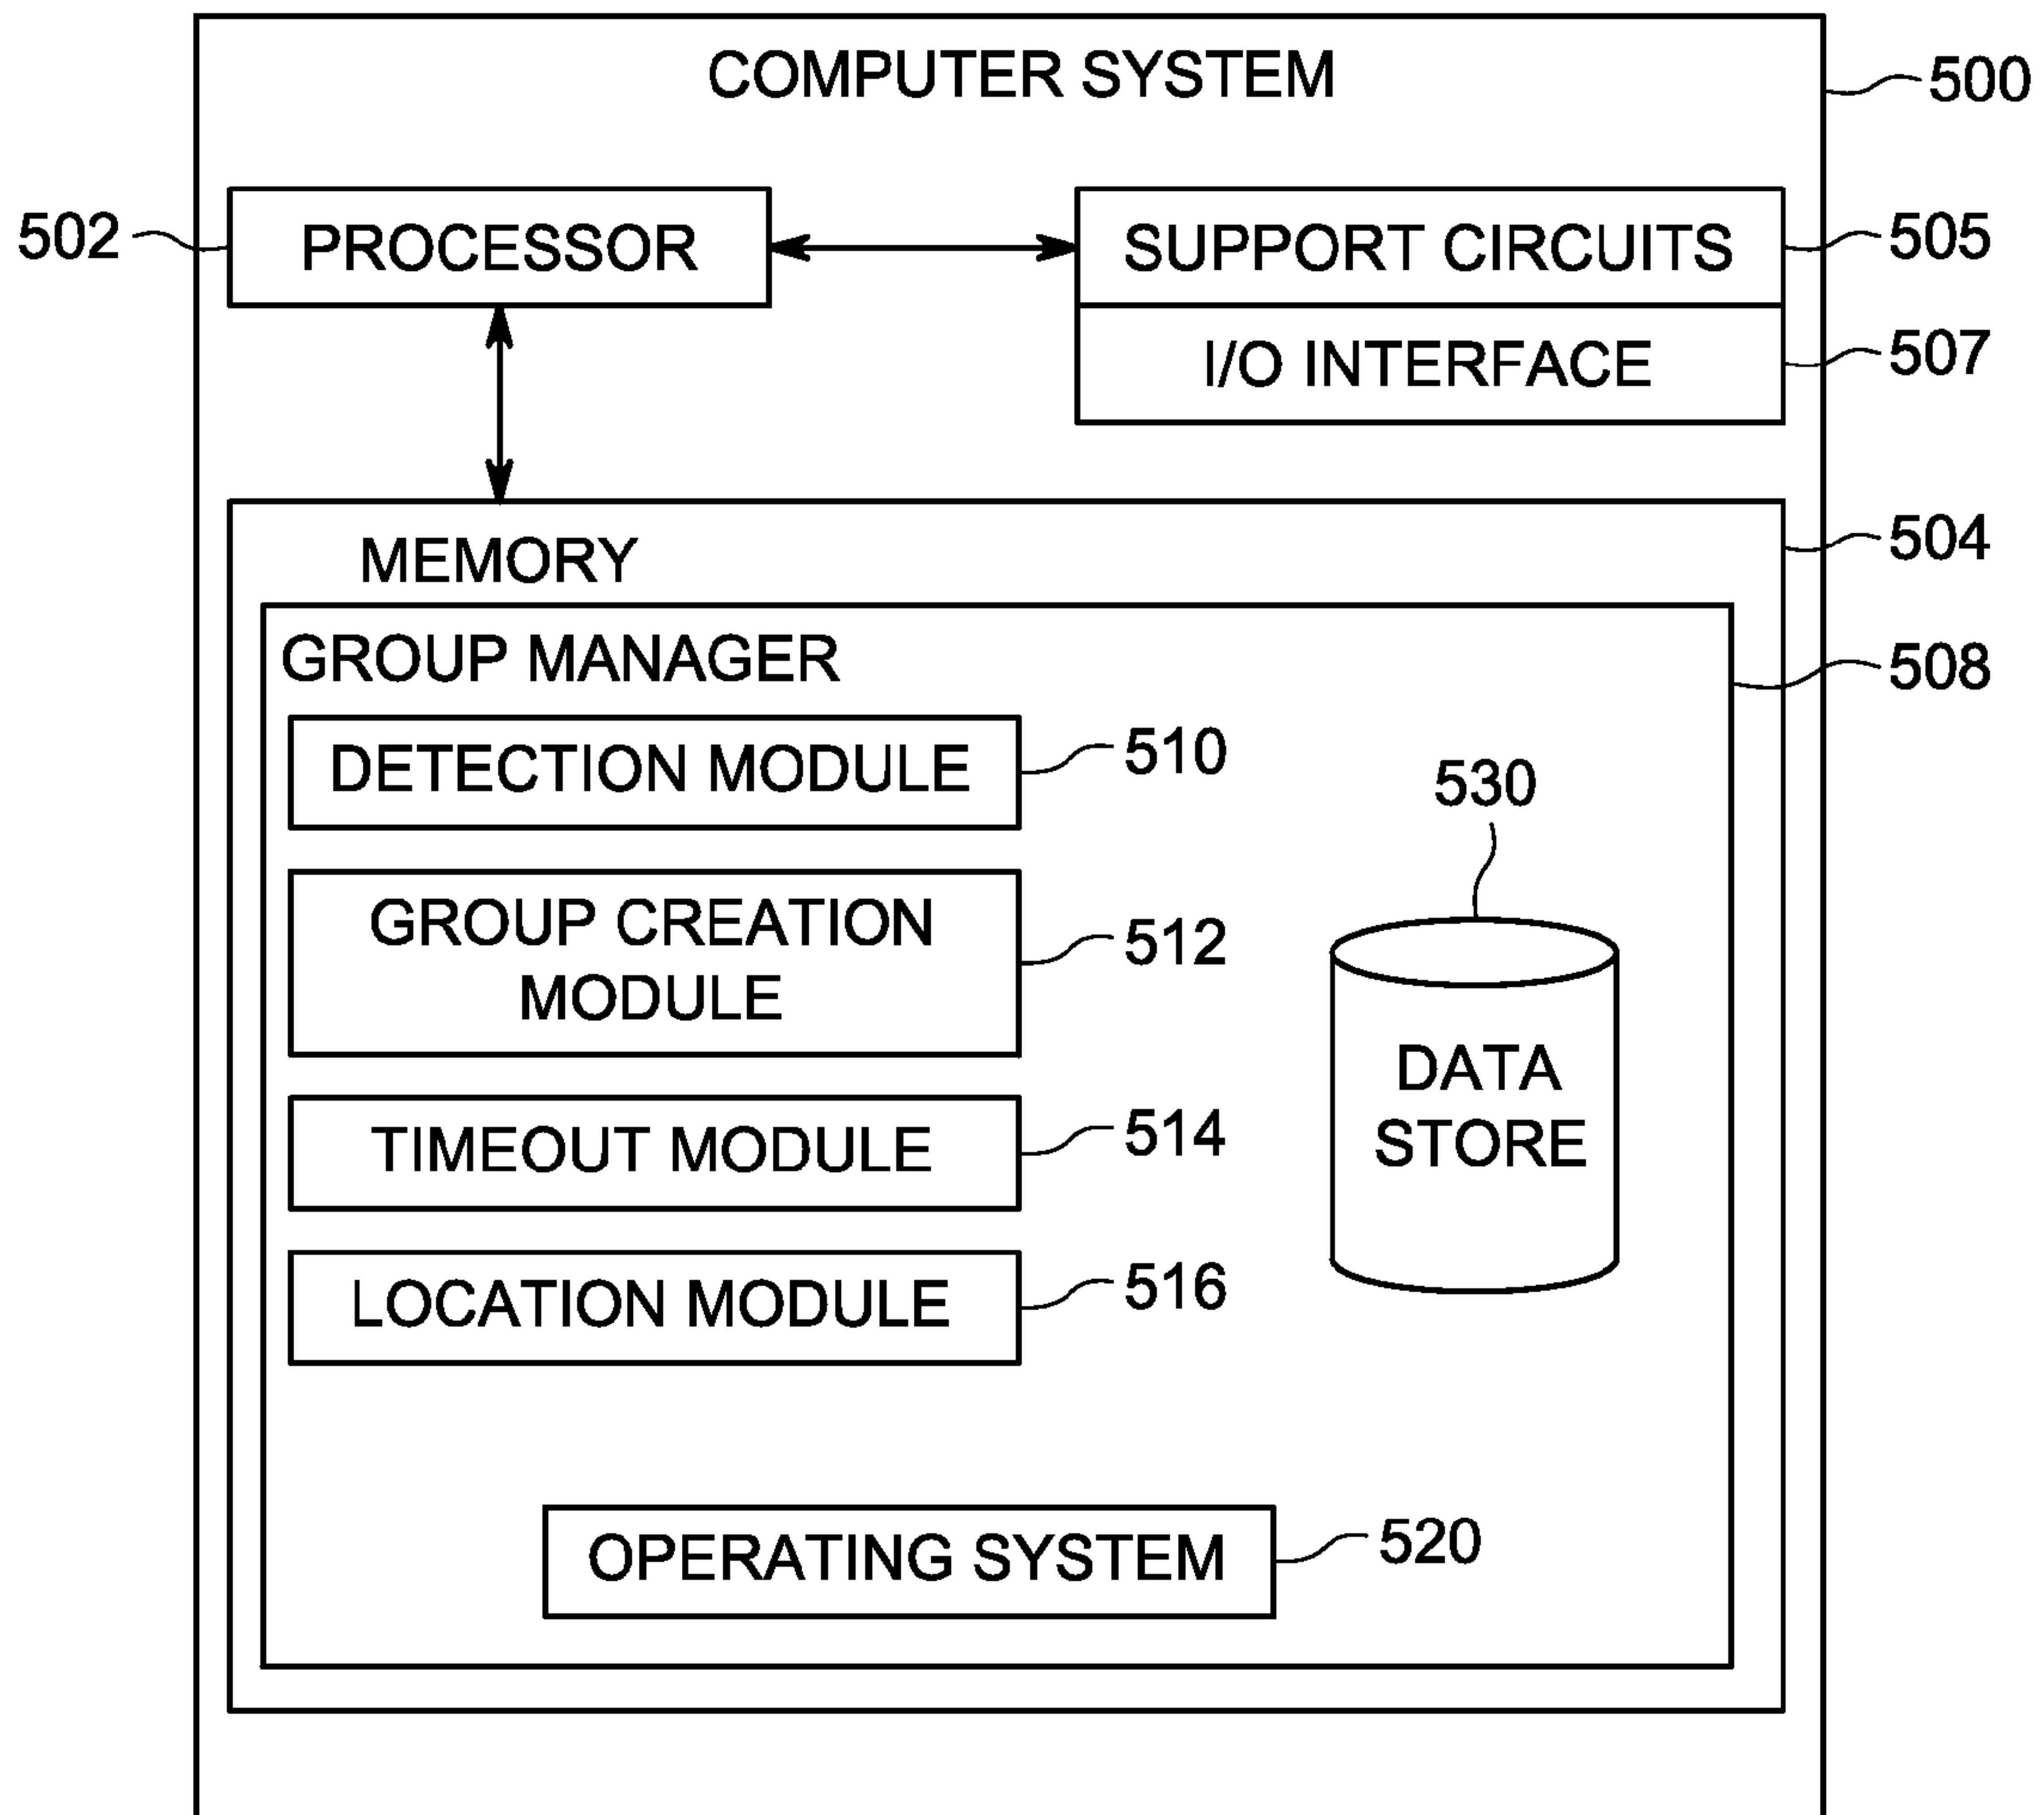 COMPUTER SYSTEM
500
502
PROCESSOR
SUPPORT CIRCUITS
505
I/O INTERFACE
507
504
MEMORY
GROUP MANAGER
508
DETECTION MODULE
510
530
GROUP CREATION
MODULE
512
DATA
STORE
TIMEOUT MODULE
514
LOCATION MODULE
516
OPERATING SYSTEM
520